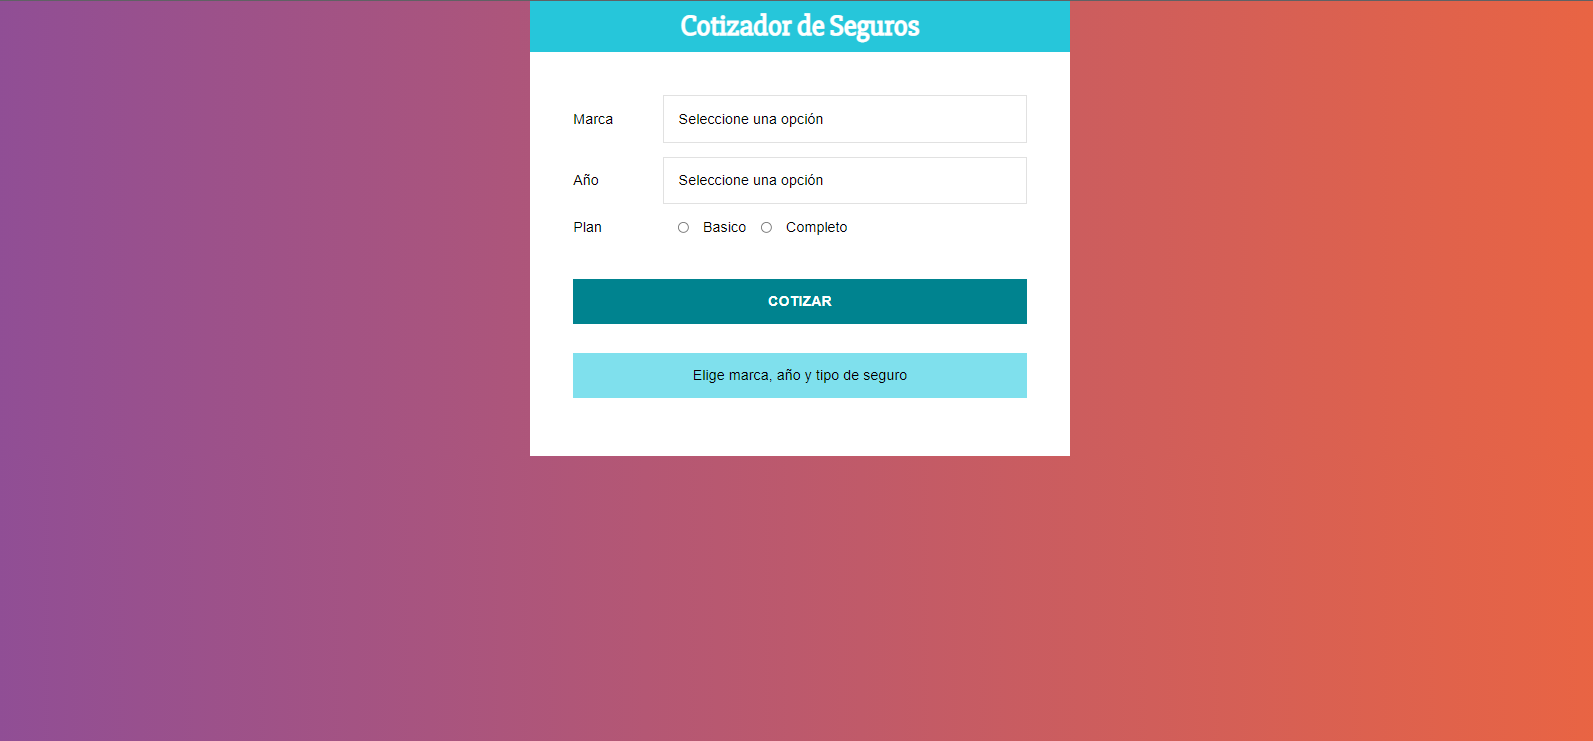 Cotizador de Seguros
Marca Seleccione una opción
Año Seleccione una opción
Plan Basico Completo
COTIZAR
Elige marca, año y tipo de seguro